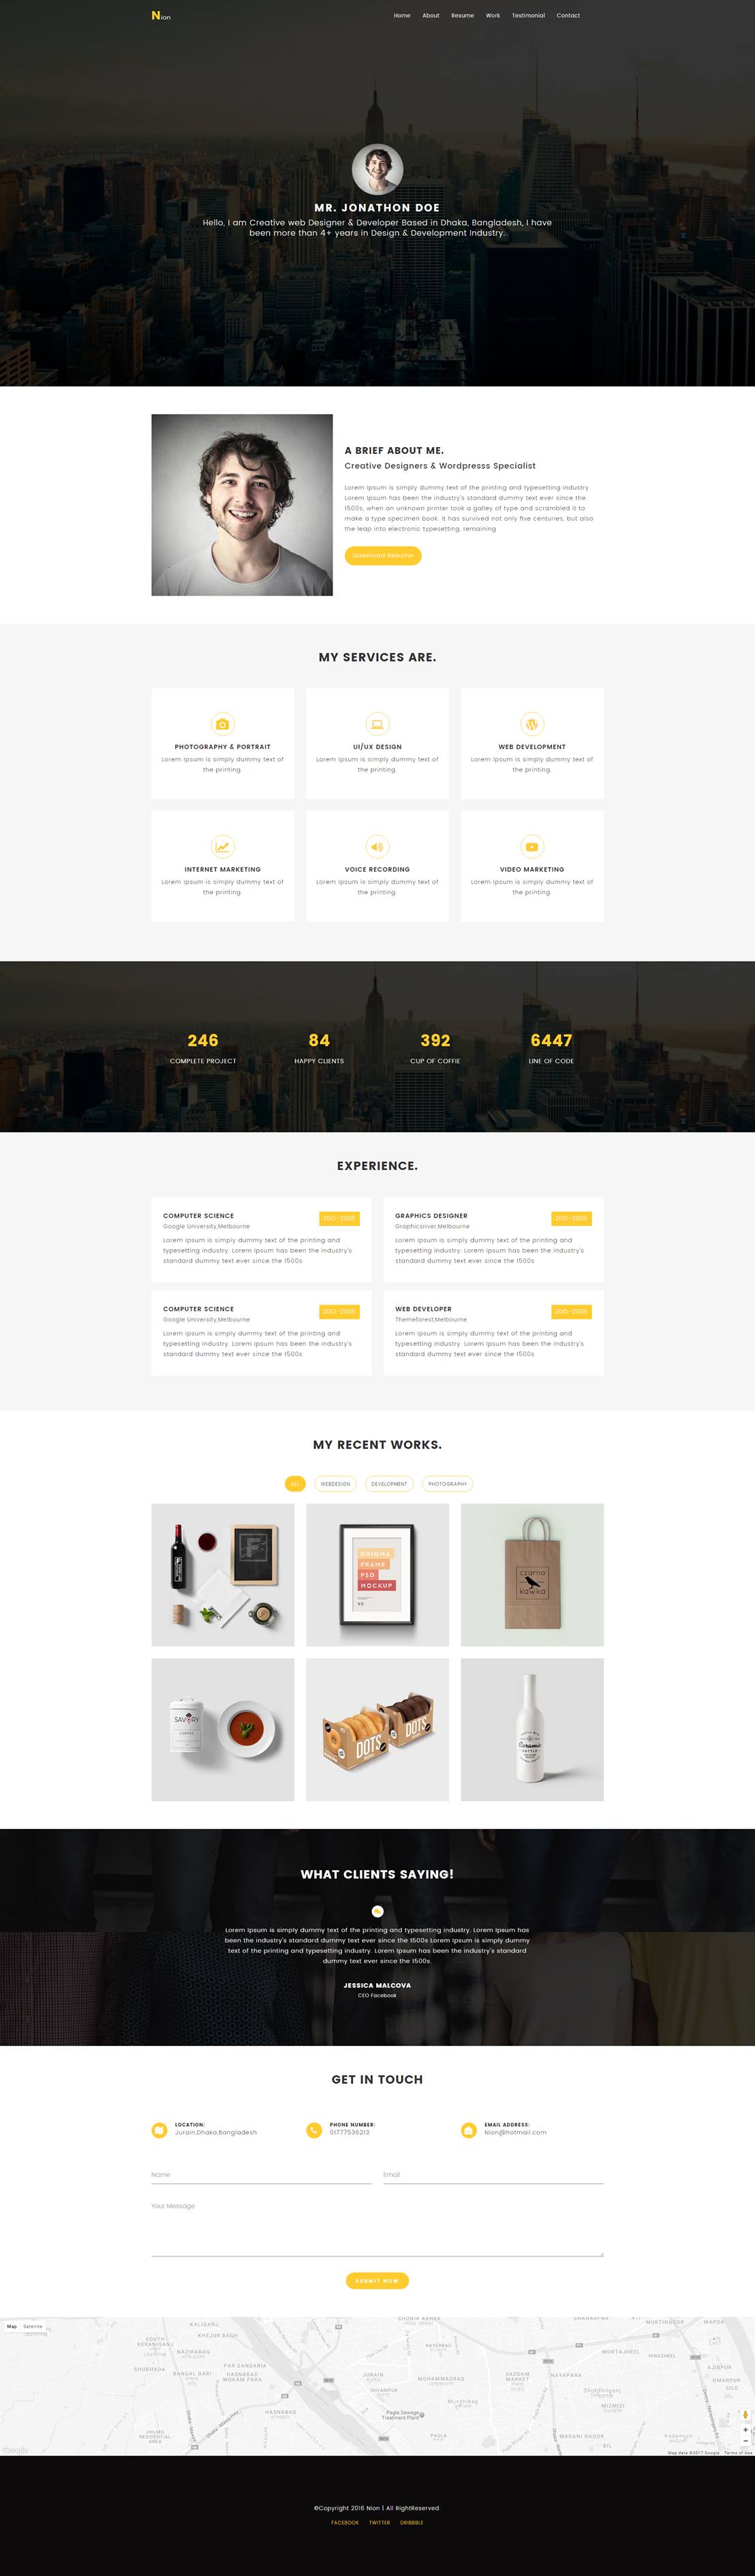 Nion
Home About Resume Work Testimonial Contact
MR. JONATHON DOE
Hello, I am Creative web Designer & Developer Based in Dhaka, Bangladesh, I have
been more than 4+ years in Design & Development Industry.
A BRIEF ABOUT ME.
Creative Designers & Wordpresss Specialist
Lorem Ipsum is simply dummy text of the printing and typesetting industry.
Lorem Ipsum has been the industry's standard dummy text ever since the
1500s, when an unknown printer took a galley of type and scrambled it to
make a type specimen book. It has survived not only five centuries, but also
the leap into electronic typesetting, remaining
Download Resume
MY SERVICES ARE.
PHOTOGRAPHY & PORTRAIT
Lorem Ipsum is simply dummy text of
the printing.
UI/UX DESIGN
Lorem Ipsum is simply dummy text of
the printing.
WEB DEVELOPMENT
Lorem Ipsum is simply dummy text of
the printing.
INTERNET MARKETING
Lorem Ipsum is simply dummy text of
the printing.
VOICE RECORDING
Lorem Ipsum is simply dummy text of
the printing.
VIDEO MARKETING
Lorem Ipsum is simply dummy text of
the printing.
246 84 392 6447
COMPLETE PROJECT HAPPY CLIENTS CUP OF COFFIE LINE OF CODE
EXPERIENCE.
COMPUTER SCIENCE
2001-2005
Google University,Melbourne
Lorem Ipsum is simply dummy text of the printing and
typesetting industry. Lorem Ipsum has been the industry's
standard dummy text ever since the 1500s
GRAPHICS DESIGNER
2001-2005
Graphicsriver,Melbourne
Lorem Ipsum is simply dummy text of the printing and
typesetting industry. Lorem Ipsum has been the industry's
standard dummy text ever since the 1500s
COMPUTER SCIENCE
2001-2005
Google University,Melbourne
Lorem Ipsum is simply dummy text of the printing and
typesetting industry. Lorem Ipsum has been the industry's
standard dummy text ever since the 1500s
WEB DEVELOPER
2001-2005
Themeforest,Melbourne
Lorem Ipsum is simply dummy text of the printing and
typesetting industry. Lorem Ipsum has been the industry's
standard dummy text ever since the 1500s
MY RECENT WORKS.
ALL WEBDESIGN DEVELOPMENT PHOTOGRAPHY
ENIGMA
FRAME
PSD
MOCKUP
V2
czarna
kawka
SAVORY
COFFEE
DOTS
DOTS
Ceramic
BOTTLE
WHAT CLIENTS SAYING!
Lorem Ipsum is simply dummy text of the printing and typesetting industry. Lorem Ipsum has
been the industry's standard dummy text ever since the 1500s Lorem Ipsum is simply dummy
text of the printing and typesetting industry. Lorem Ipsum has been the industry's standard
dummy text ever since the 1500s.
JESSICA MALCOVA
CEO Facebook
GET IN TOUCH
LOCATION:
Jurain,Dhaka,Bangladesh
PHONE NUMBER:
01777536213
EMAIL ADDRESS:
Nion@hotmail.com
Name
Email
Your Message
SUBMIT NOW
Map Satellite
KALIGANJ
KHEJUR BAGH
SOUTH
KERANIGANJ
NAZIRABAG
SHUBHADA
BANGAL BARI
PAR GANDARIA
HASNABAD
MOKAM PARA
HASNABAD
JHILMIL
RESIDENTIAL
AREA
SHONIR AKHRA
RAYERBAG
JURAIN
SHYAMPUR
MOHAMMADBAG
Munshibag
Pagla Sewage
Treatment Plant
PAGLA
SADDAM
MARKET
NAYAPARA
Shiddhirganj
MIZMIZI
MASDANI NAGOR
MUKTAJHEEL
HIRAJHEEL
MURTINAGOR
WAPDA
ATI
AJIBPUR
OMARPUR
SILO
Kadamtoli
BIL
Google
Map data ©2017 Google Terms of Use
©Copyright 2016 Nion | All RightReserved.
FACEBOOK TWITTER DRIBBBLE